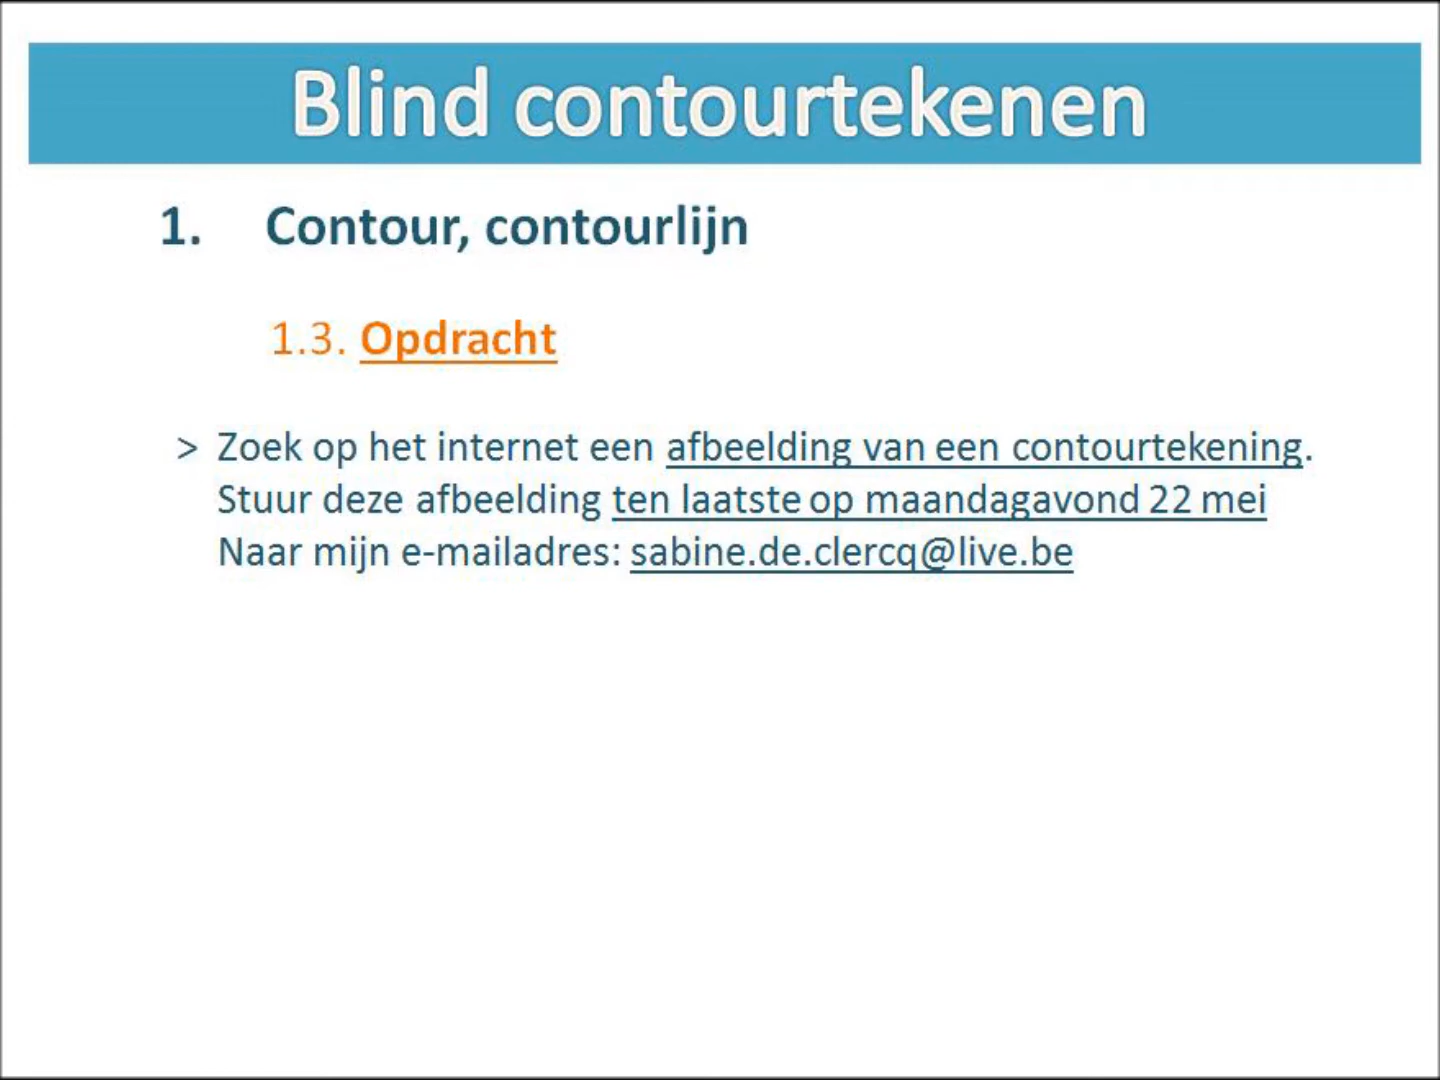 Blind contourtekenen
1. Contour, contourlijn
1.3. Opdracht
> Zoek op het internet een afbeelding van een contourtekening.
Stuur deze afbeelding ten laatste op maandagavond 22 mei
Naar mijn e-mailadres: sabine.de.clercq@live.be